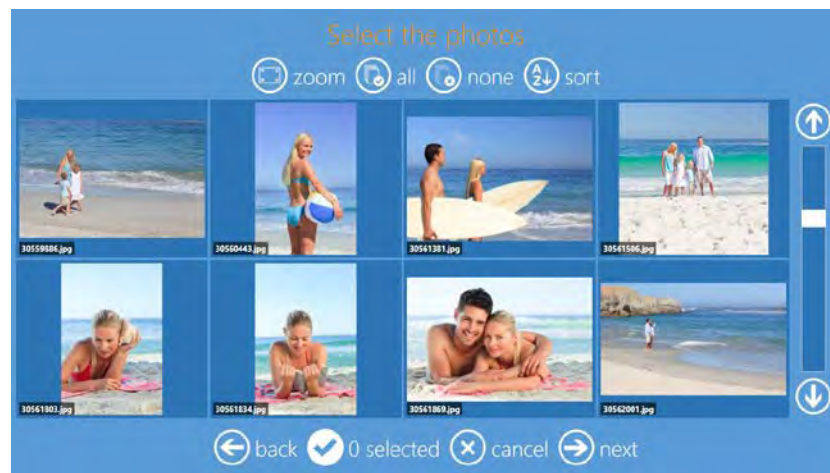 Select the photos
zoom all none sort
30559886.jpg 30560443.jpg 30561381.jpg 30561506.jpg
30561803.jpg 30561834.jpg 30561869.jpg 30562001.jpg
back 0 selected cancel next